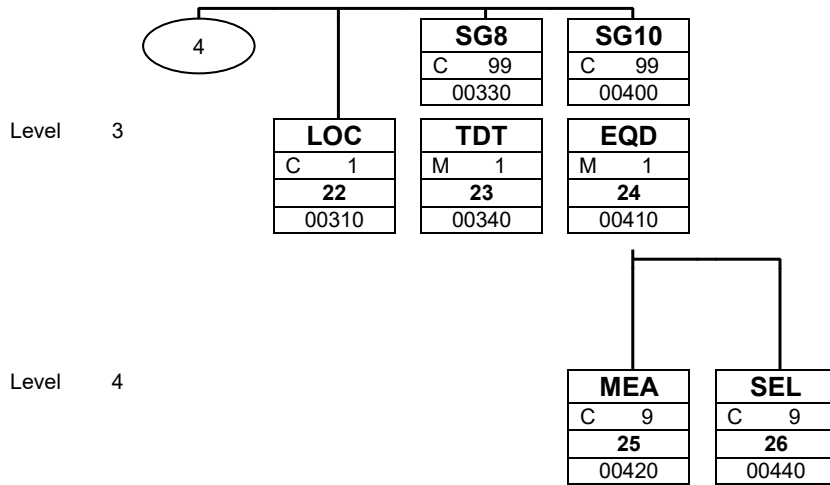 4
SG8 SG10
C 99 C 99
00330 00400
Level 3 LOC TDT EQD
C 1 M 1 M 1
22 23 24
00310 00340 00410
Level 4 MEA SEL
C 9 C 9
25 26
00420 00440